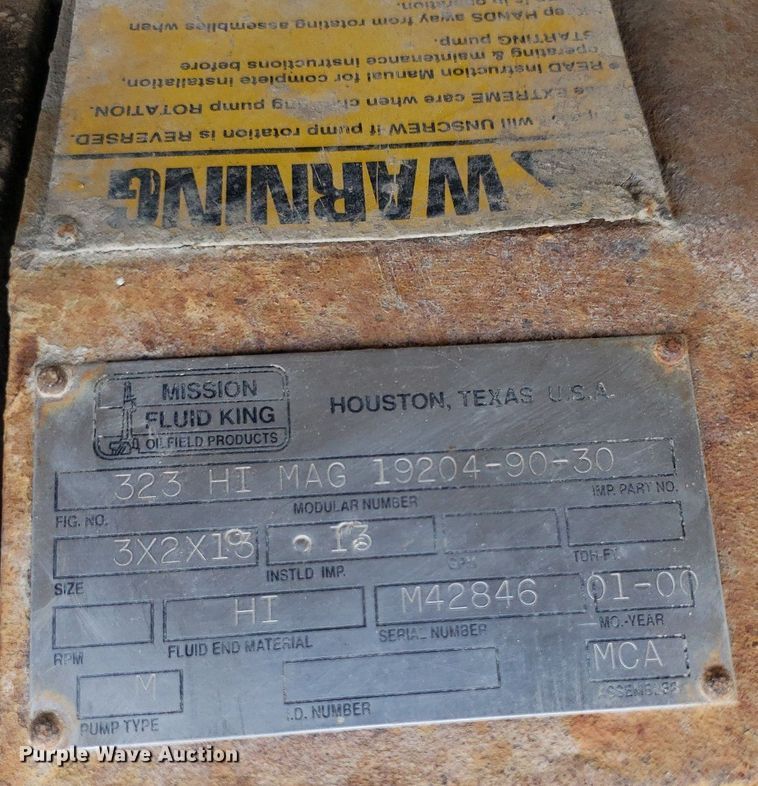 WARNING
will UNSCREW if pump rotation is REVERSED.
EXTREME care when checking pump ROTATION.
READ Instruction Manual for complete installation,
operating & maintenance instructions before
STARTING pump.
HANDS away from rotating assemblies when
is in operation.
MISSION
FLUID KING
OILFIELD PRODUCTS
HOUSTON, TEXAS U.S.A.
323 HI MAG 19204-90-30
FIG. NO. MODULAR NUMBER IMP. PART NO.
3X2X13 13
SIZE INSTLD IMP. TDH-FT.
HI M42846 01-00
RPM FLUID END MATERIAL SERIAL NUMBER MO.-YEAR
M MCA
PUMP TYPE I.D. NUMBER
Purple Wave Auction